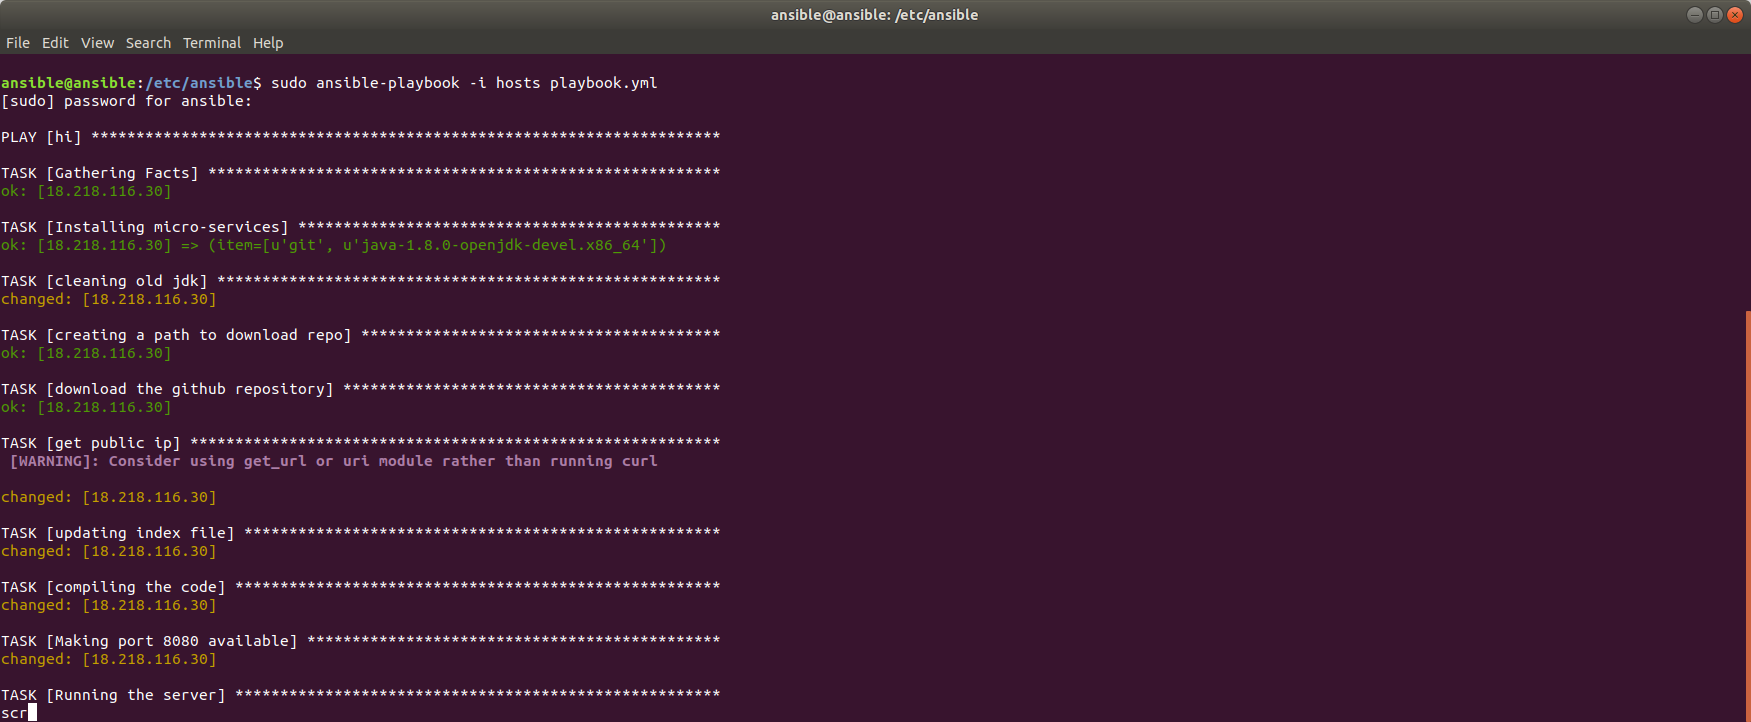 ansible@ansible: /etc/ansible
File Edit View Search Terminal Help
ansible@ansible:/etc/ansible$ sudo ansible-playbook -i hosts playbook.yml
[sudo] password for ansible:
PLAY [hi] **********************************************************************
TASK [Gathering Facts] *********************************************************
ok: [18.218.116.30]
TASK [Installing micro-services] ***********************************************
ok: [18.218.116.30] => (item=[u'git', u'java-1.8.0-openjdk-devel.x86_64'])
TASK [cleaning old jdk] ********************************************************
changed: [18.218.116.30]
TASK [creating a path to download repo] ****************************************
ok: [18.218.116.30]
TASK [download the github repository] ******************************************
ok: [18.218.116.30]
TASK [get public ip] ***********************************************************
[WARNING]: Consider using get_url or uri module rather than running curl
changed: [18.218.116.30]
TASK [updating index file] *****************************************************
changed: [18.218.116.30]
TASK [compiling the code] ******************************************************
changed: [18.218.116.30]
TASK [Making port 8080 available] **********************************************
changed: [18.218.116.30]
TASK [Running the server] ******************************************************
scr